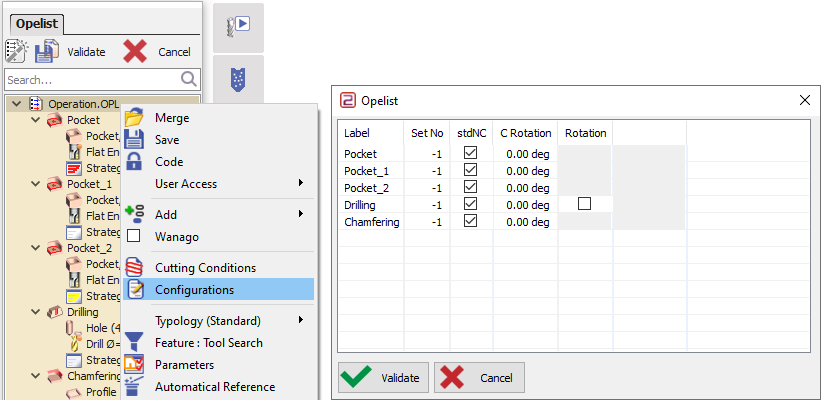 Opelist
Validate Cancel
Search...
Operation.OPL
Pocket
Pocket,
Flat En
Strateg
Pocket_1
Pocket,
Flat En
Strateg
Pocket_2
Pocket,
Flat En
Strateg
Drilling
Hole (4
Drill Ø=
Strateg
Chamfering
Profile
Merge
Save
Code
User Access
Add
Wanago
Cutting Conditions
Configurations
Typology (Standard)
Feature : Tool Search
Parameters
Automatical Reference
Opelist
Label Set No stdNC C Rotation Rotation
Pocket -1 0.00 deg
Pocket_1 -1 0.00 deg
Pocket_2 -1 0.00 deg
Drilling -1 0.00 deg
Chamfering -1 0.00 deg
Validate Cancel